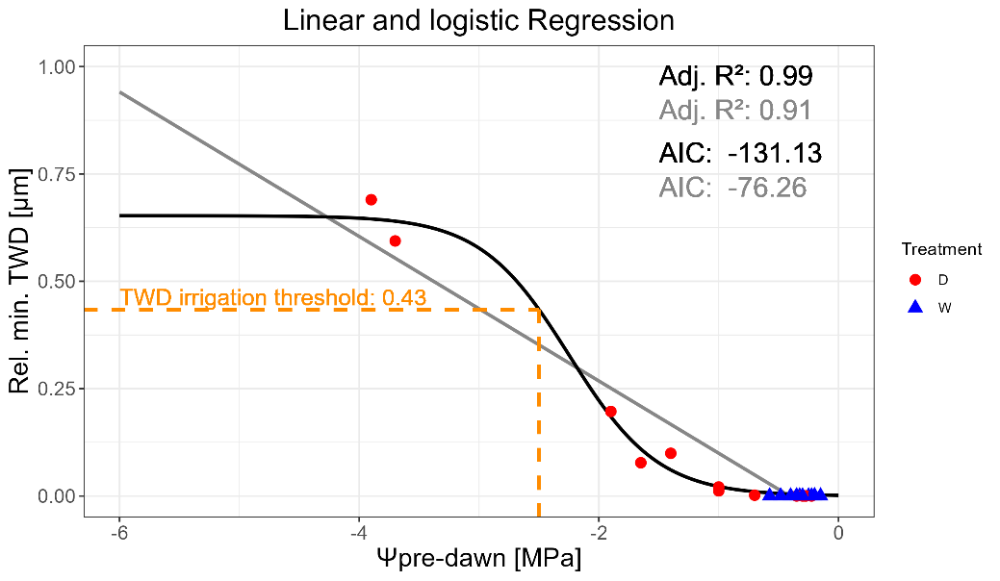 Linear and logistic Regression
Adj. R²: 0.99
Adj. R²: 0.91
AIC: -131.13
AIC: -76.26
TWD irrigation threshold: 0.43
Rel. min. TWD [µm]
1.00
0.75
0.50
0.25
0.00
-6
-4
-2
0
Ψpre-dawn [MPa]
Treatment
D
W